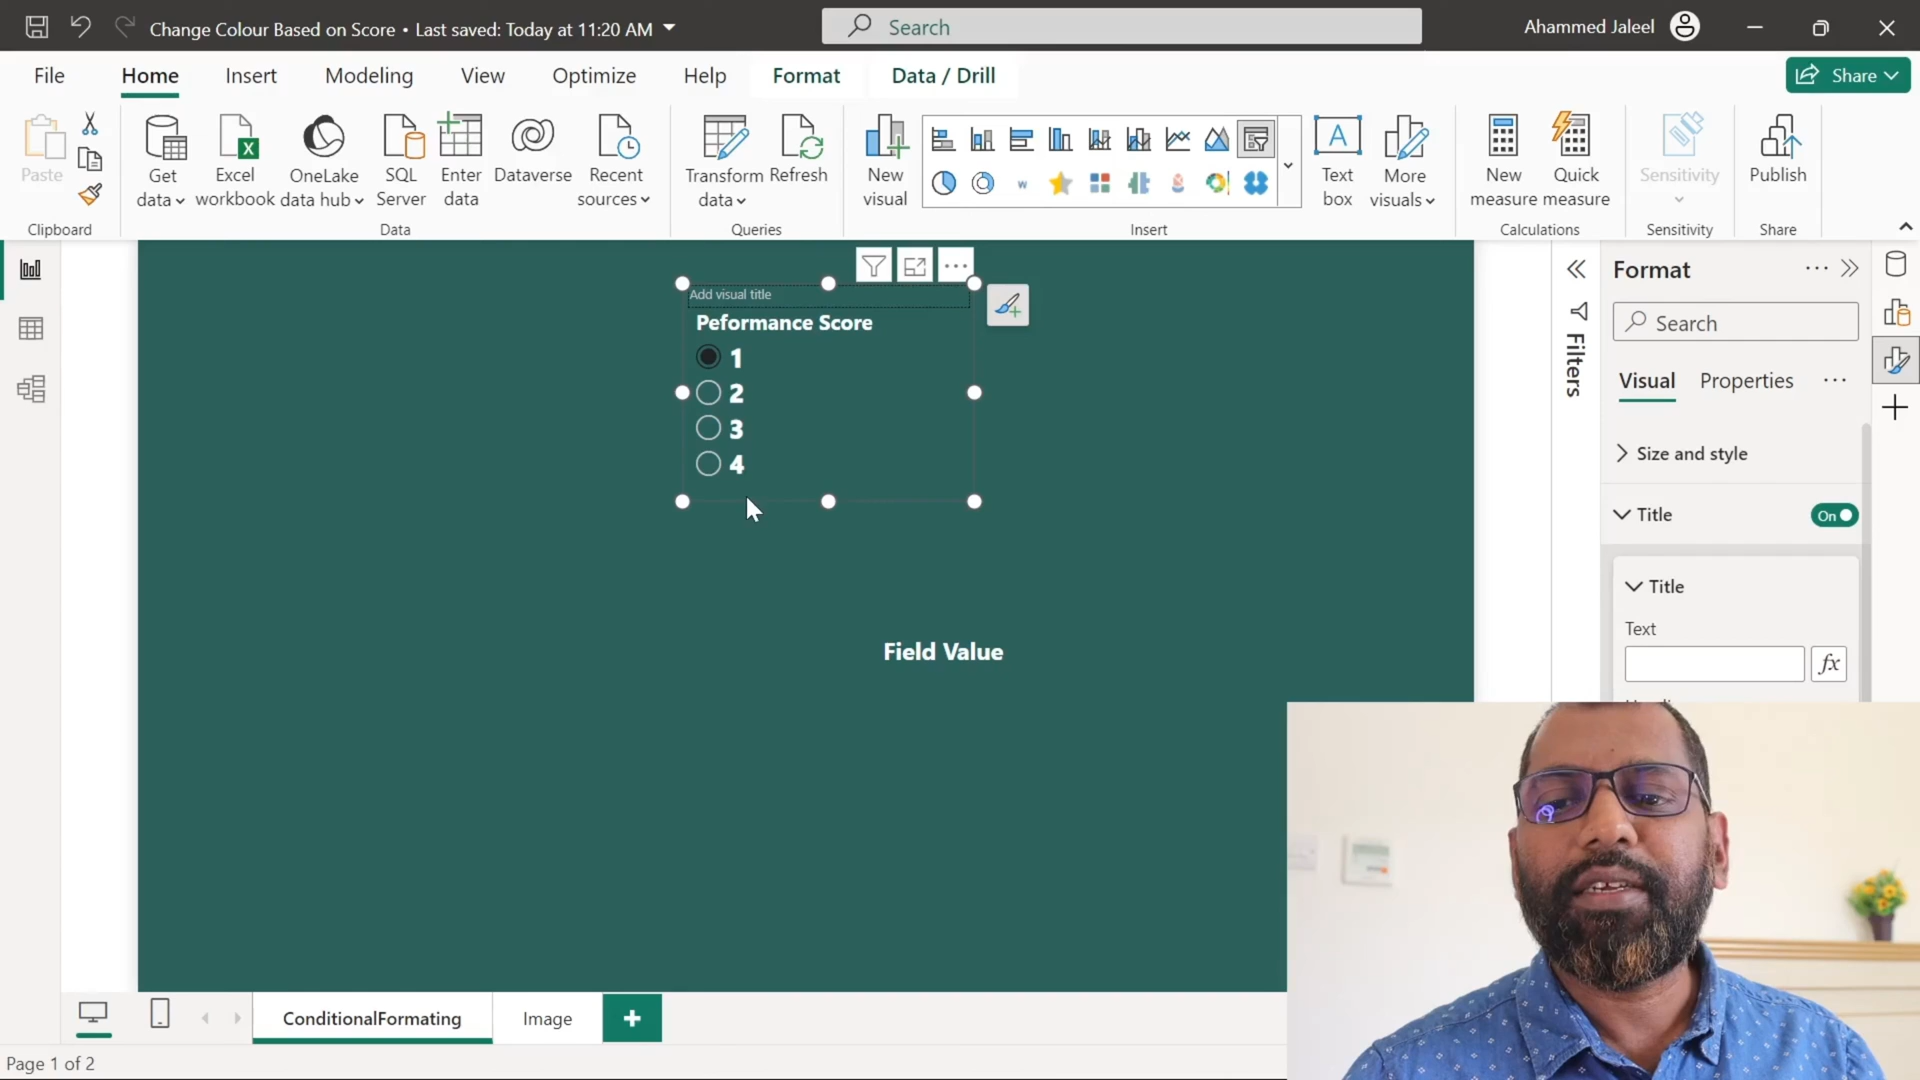 Change Colour Based on Score • Last saved: Today at 11:20 AM
Search
Ahammed Jaleel
File
Home
Insert
Modeling
View
Optimize
Help
Format
Data / Drill
Share
Paste
Get data
Excel workbook
OneLake data hub
SQL Server
Enter data
Dataverse
Recent sources
Transform data
Refresh
New visual
Text box
More visuals
New measure
Quick measure
Sensitivity
Publish
Clipboard
Data
Queries
Insert
Calculations
Sensitivity
Share
Add visual title
Peformance Score
1
2
3
4
Field Value
Filters
Format
Search
Visual
Properties
Size and style
Title
On
Title
Text
fx
ConditionalFormating
Image
Page 1 of 2